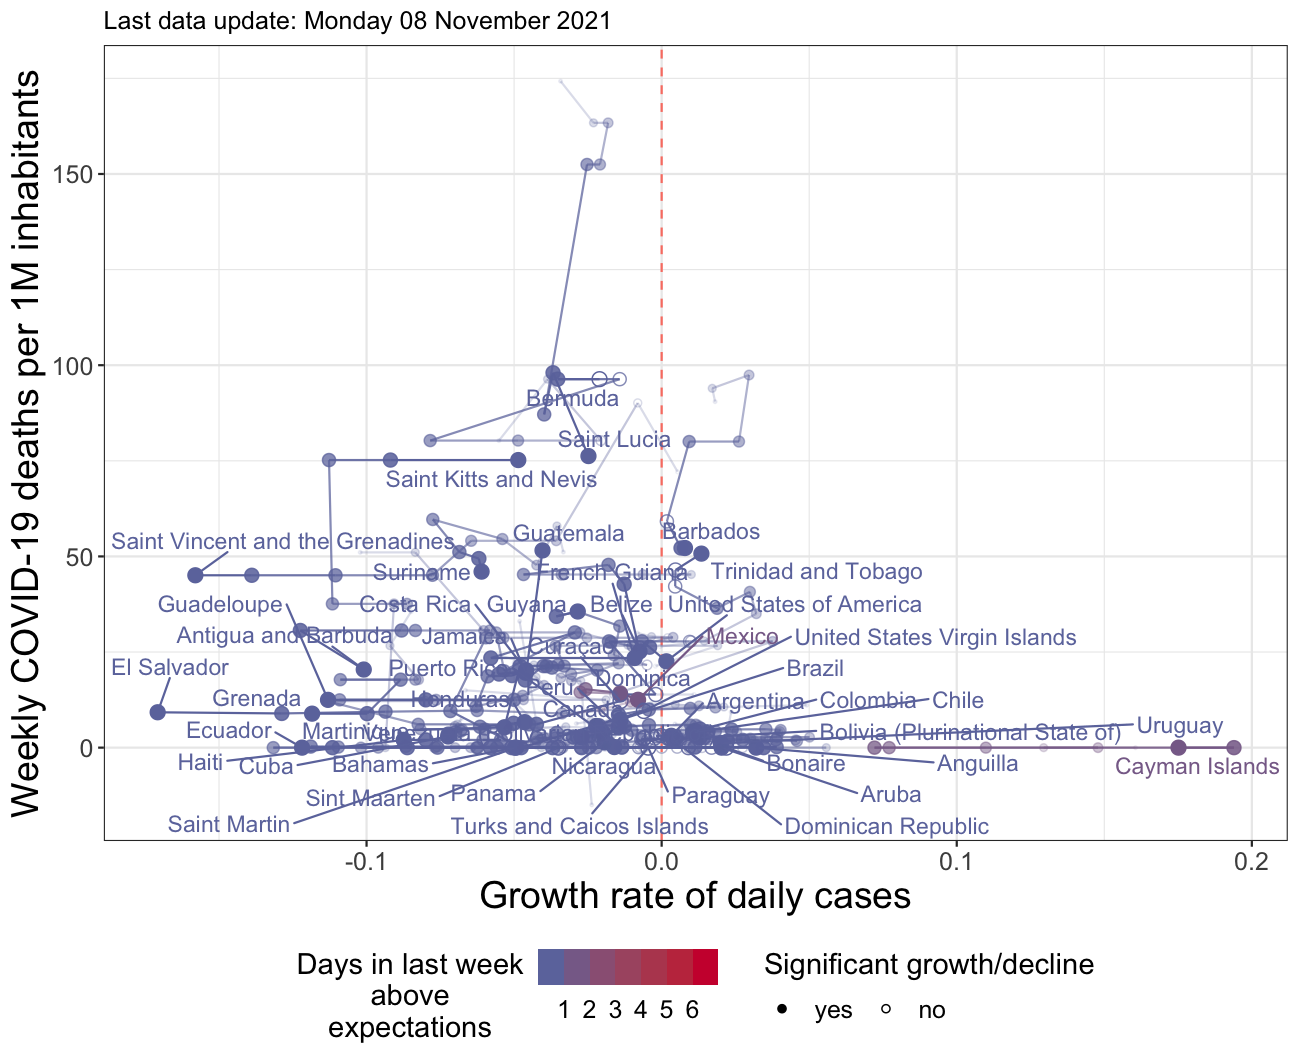 Last data update: Monday 08 November 2021
Weekly COVID-19 deaths per 1M inhabitants
150
100
50
0
Bermuda
Saint Lucia
Saint Kitts and Nevis
Guatemala
Barbados
Saint Vincent and the Grenadines
Suriname
French Guiana
Trinidad and Tobago
Guadeloupe
Costa Rica
Guyana
Belize
United States of America
Antigua and Barbuda
Jamaica
Curaçao
Mexico
United States Virgin Islands
El Salvador
Puerto Rico
Peru
Dominica
Brazil
Grenada
Honduras
Canada
Argentina
Colombia
Chile
Ecuador
Bolivia (Plurinational State of)
Uruguay
Haiti
Cuba
Bahamas
Nicaragua
Bonaire
Anguilla
Cayman Islands
Sint Maarten
Panama
Paraguay
Aruba
Saint Martin
Turks and Caicos Islands
Dominican Republic
-0.1
0.0
0.1
0.2
Growth rate of daily cases
Days in last week
above
expectations
1 2 3 4 5 6
Significant growth/decline
yes
no